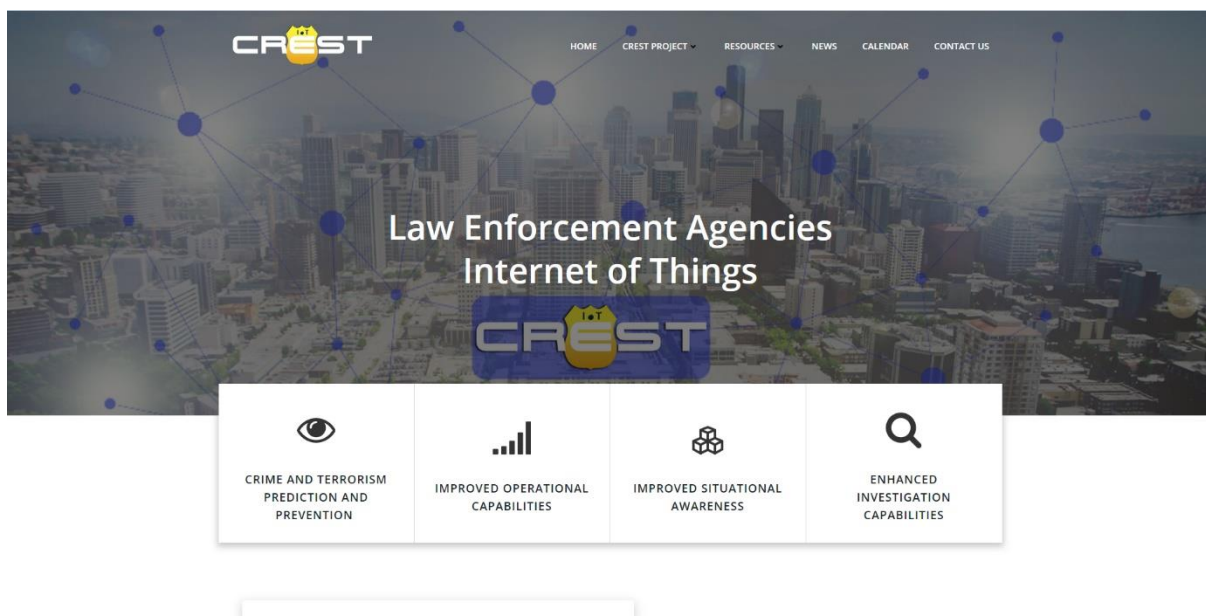 IoT
CREST
HOME CREST PROJECT RESOURCES NEWS CALENDAR CONTACT US
Law Enforcement Agencies
Internet of Things
IoT
CREST
CRIME AND TERRORISM
PREDICTION AND
PREVENTION
IMPROVED OPERATIONAL
CAPABILITIES
IMPROVED SITUATIONAL
AWARENESS
ENHANCED
INVESTIGATION
CAPABILITIES